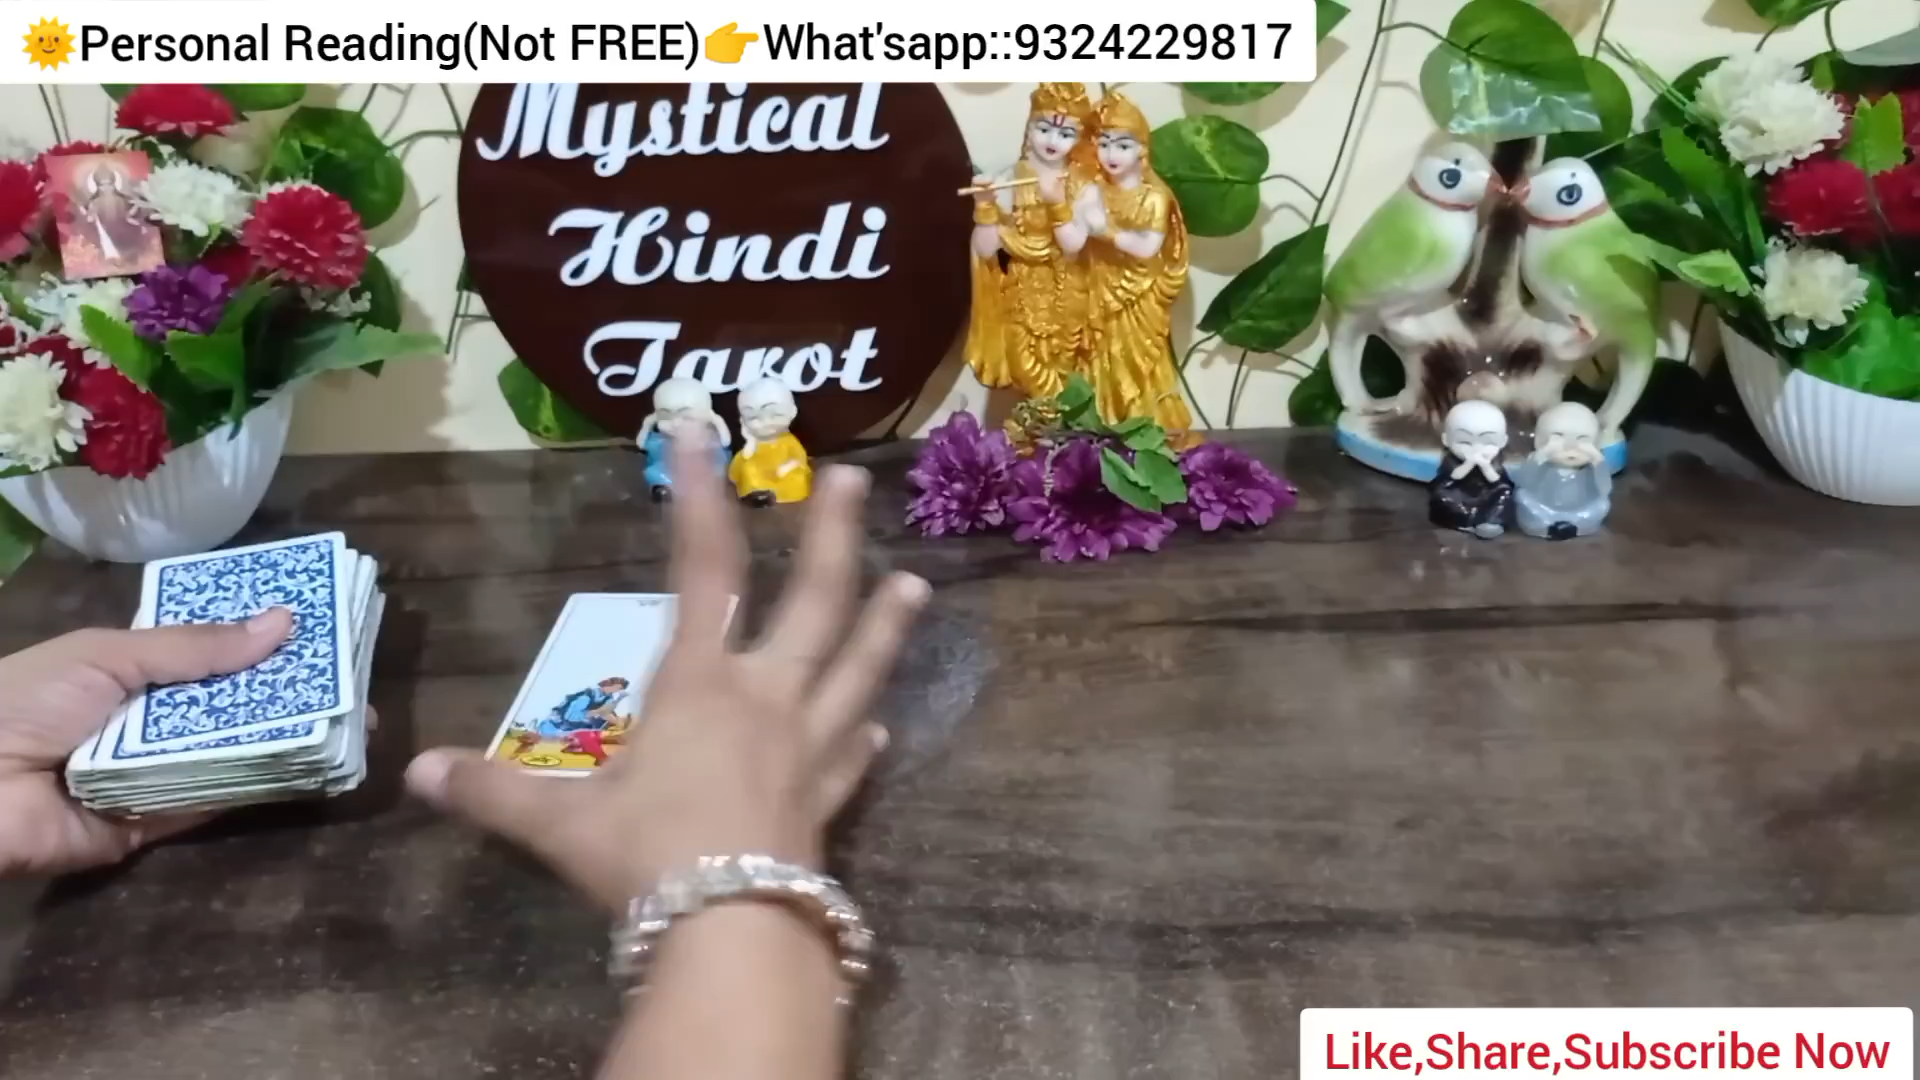 Personal Reading(Not FREE)👉What'sapp::9324229817
Mystical
Hindi
Tarot
Like,Share,Subscribe Now